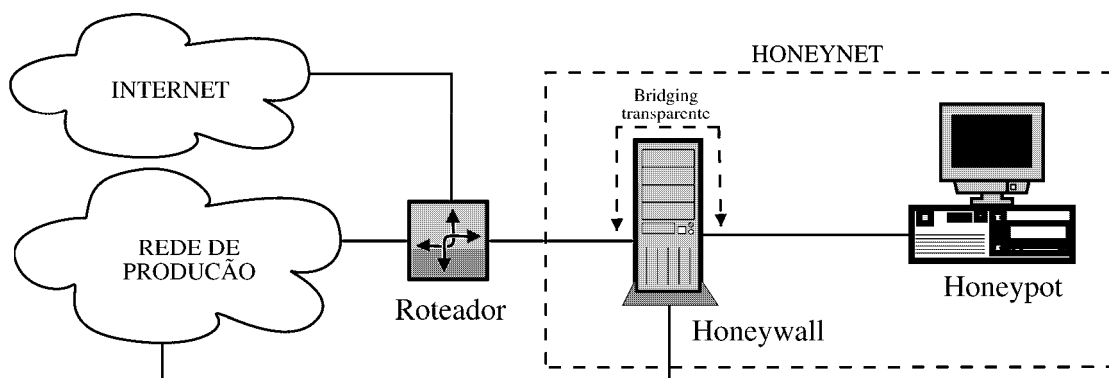 INTERNET
REDE DE
PRODUCÃO
Roteador
HONEYNET
Bridging
transparente
Honeywall
Honeypot